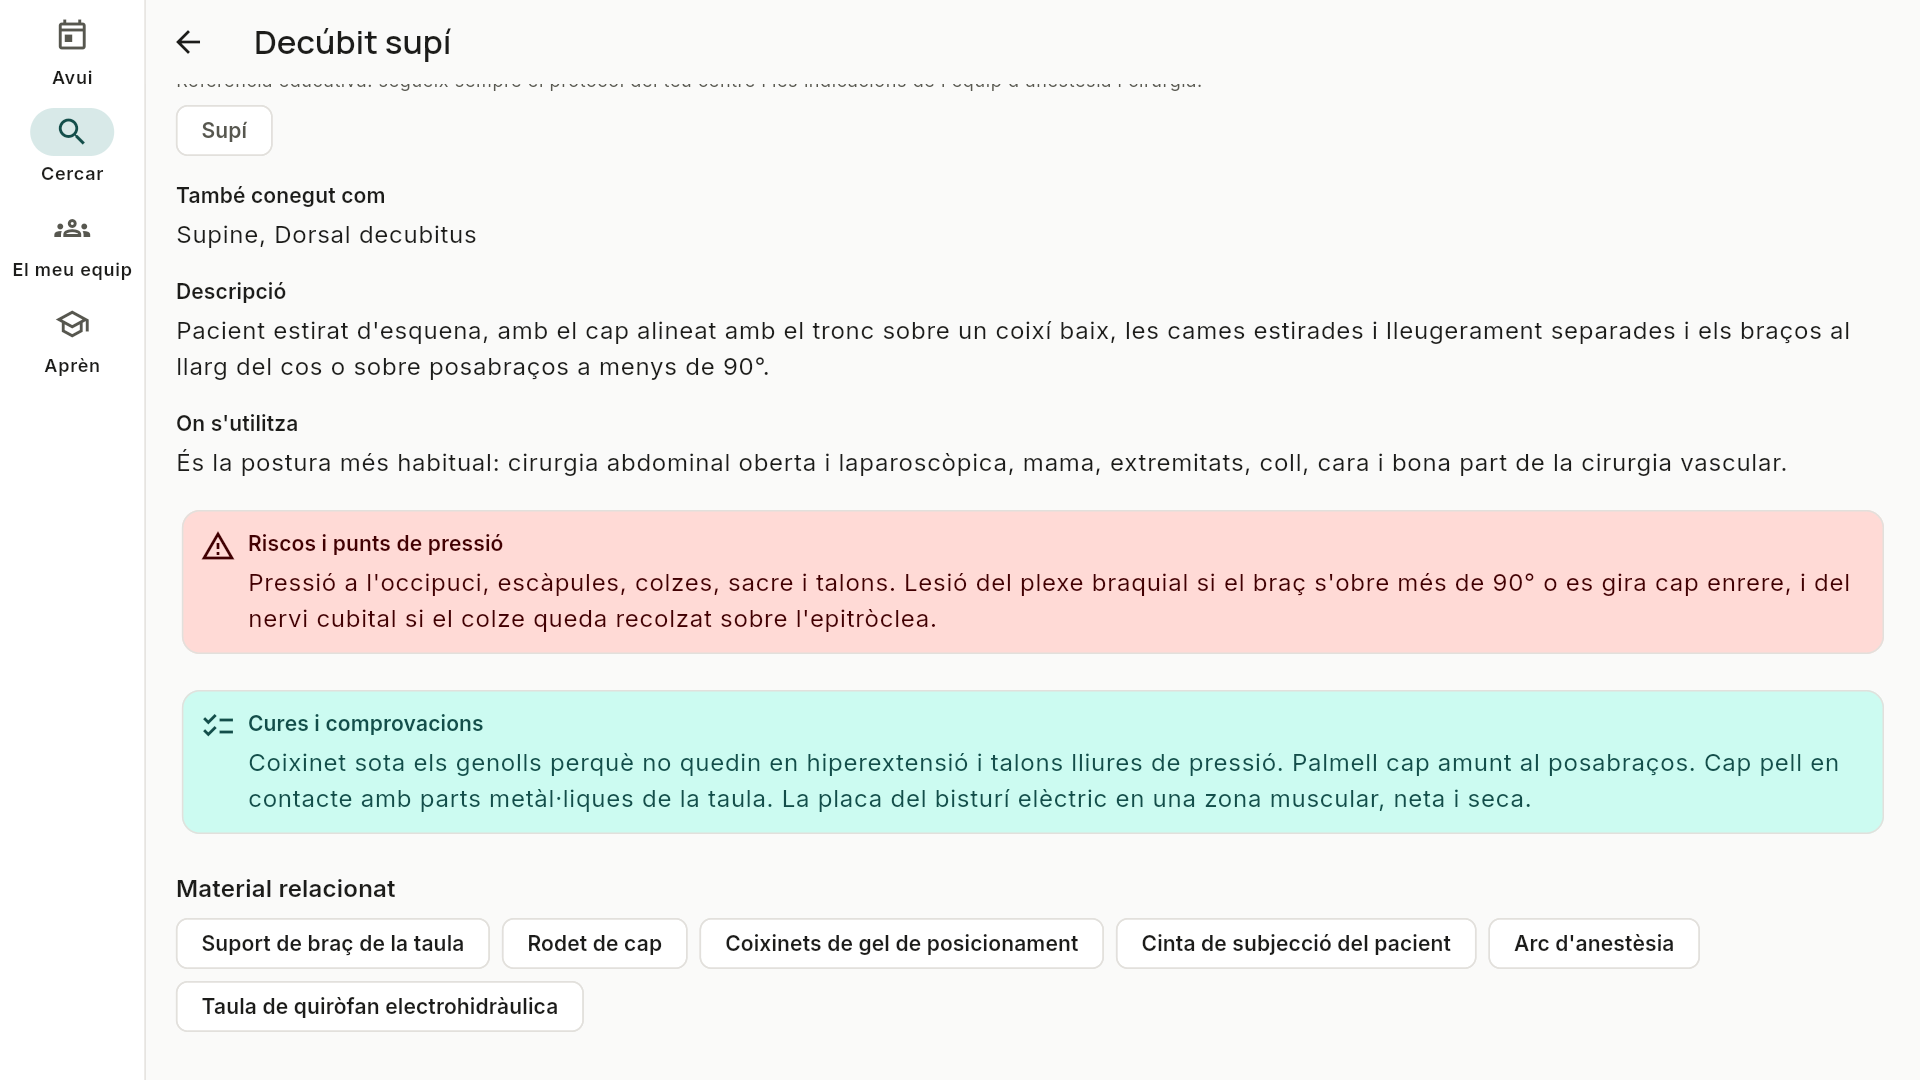 Avui
Cercar
El meu equip
Aprèn
Decúbit supí
Supí
També conegut com
Supine, Dorsal decubitus
Descripció
Pacient estirat d'esquena, amb el cap alineat amb el tronc sobre un coixí baix, les cames estirades i lleugerament separades i els braços al
llarg del cos o sobre posabraços a menys de 90°.
On s'utilitza
És la postura més habitual: cirurgia abdominal oberta i laparoscòpica, mama, extremitats, coll, cara i bona part de la cirurgia vascular.
Riscos i punts de pressió
Pressió a l'occipuci, escàpules, colzes, sacre i talons. Lesió del plexe braquial si el braç s'obre més de 90° o es gira cap enrere, i del
nervi cubital si el colze queda recolzat sobre l'epitròclea.
Cures i comprovacions
Coixinet sota els genolls perquè no quedin en hiperextensió i talons lliures de pressió. Palmell cap amunt al posabraços. Cap pell en
contacte amb parts metàl·liques de la taula. La placa del bisturí elèctric en una zona muscular, neta i seca.
Material relacionat
Suport de braç de la taula
Rodet de cap
Coixinets de gel de posicionament
Cinta de subjecció del pacient
Arc d'anestèsia
Taula de quiròfan electrohidràulica